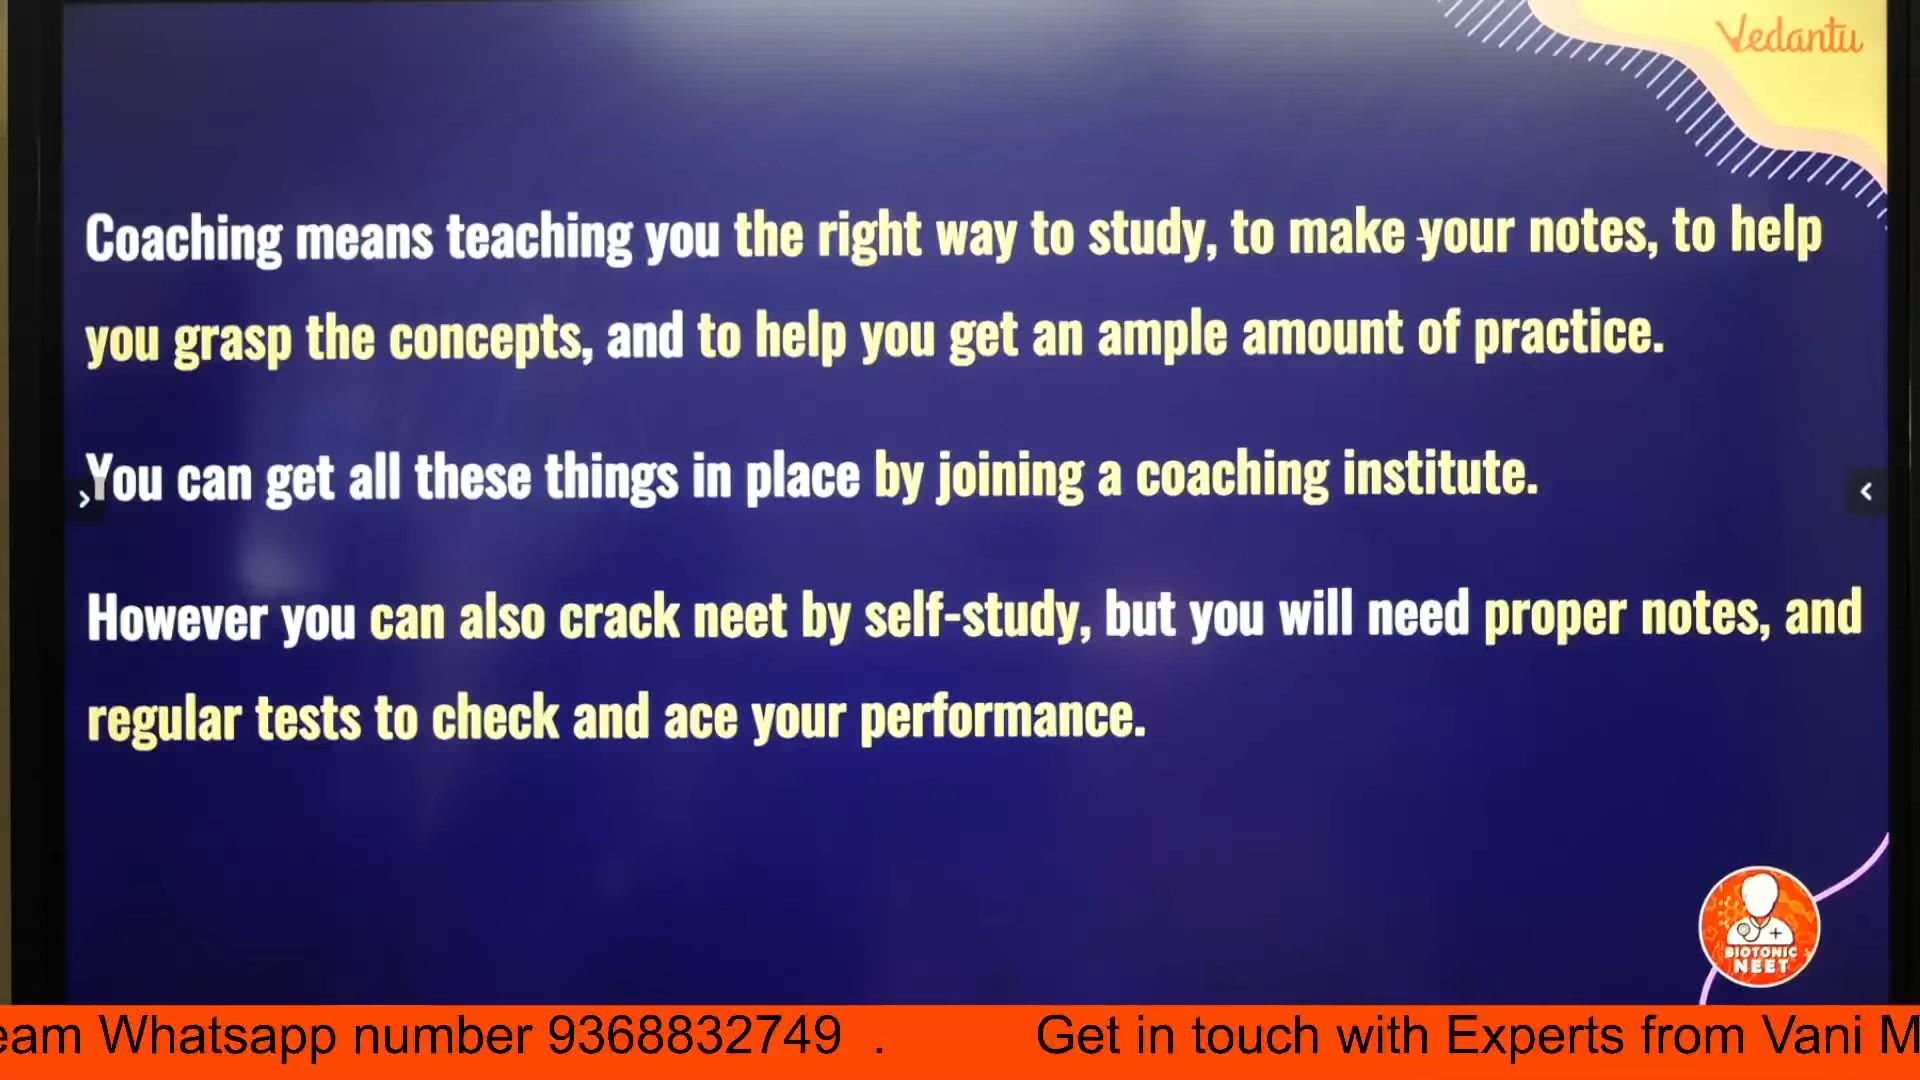 Vedantu
Coaching means teaching you the right way to study, to make your notes, to help
you grasp the concepts, and to help you get an ample amount of practice.
You can get all these things in place by joining a coaching institute.
However you can also crack neet by self-study, but you will need proper notes, and
regular tests to check and ace your performance.
BIOTONIC
NEET
eam Whatsapp number 9368832749 . Get in touch with Experts from Vani M